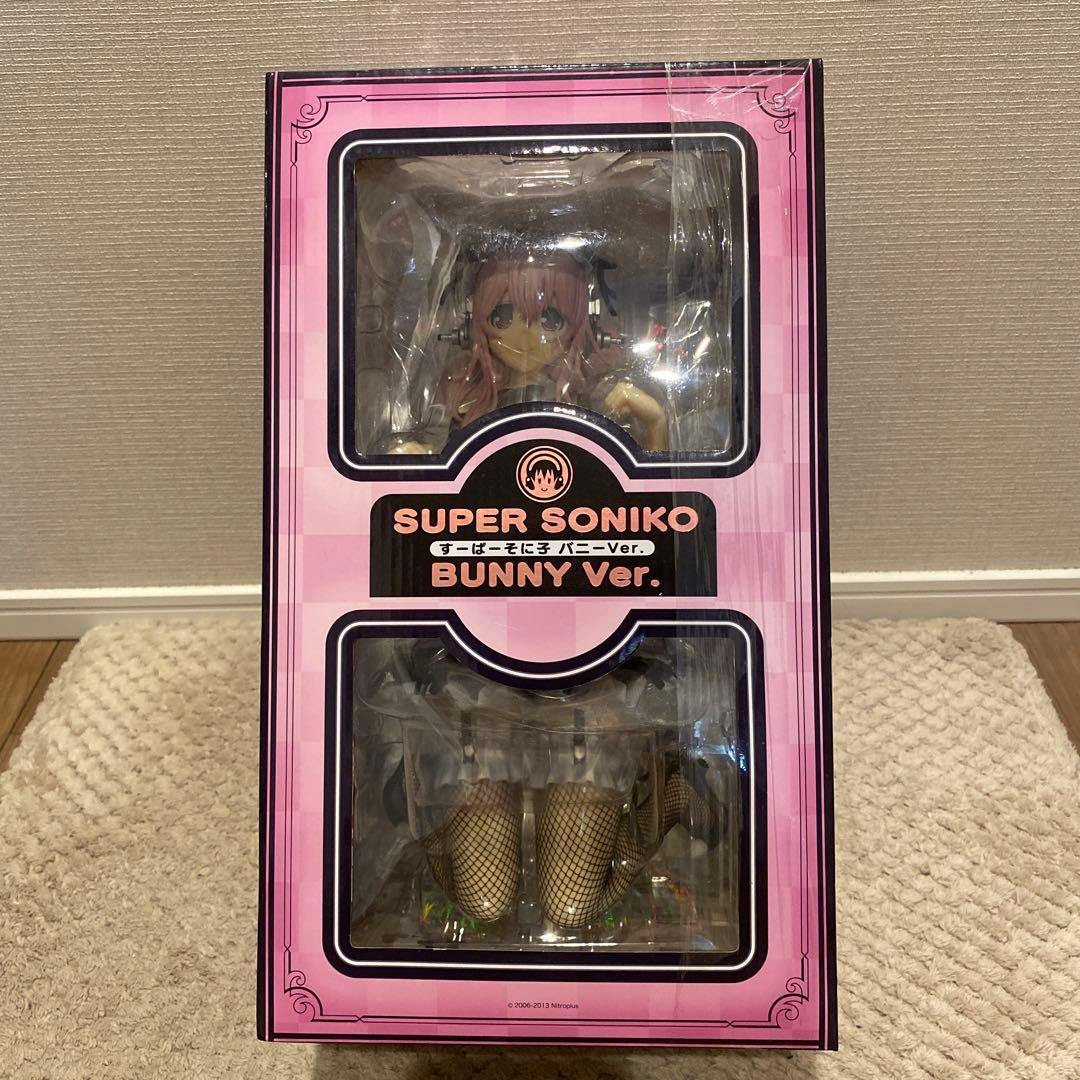 SUPER SONIKO
すーぱーそに子 バニーVer.
BUNNY Ver.
© 2006-2013 Nitroplus